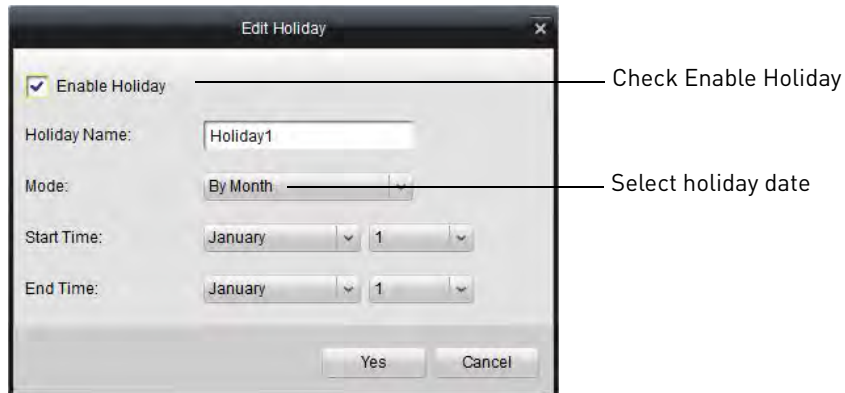 Edit Holiday
Enable Holiday
Check Enable Holiday
Holiday Name: Holiday1
Mode: By Month
Select holiday date
Start Time: January 1
End Time: January 1
Yes Cancel